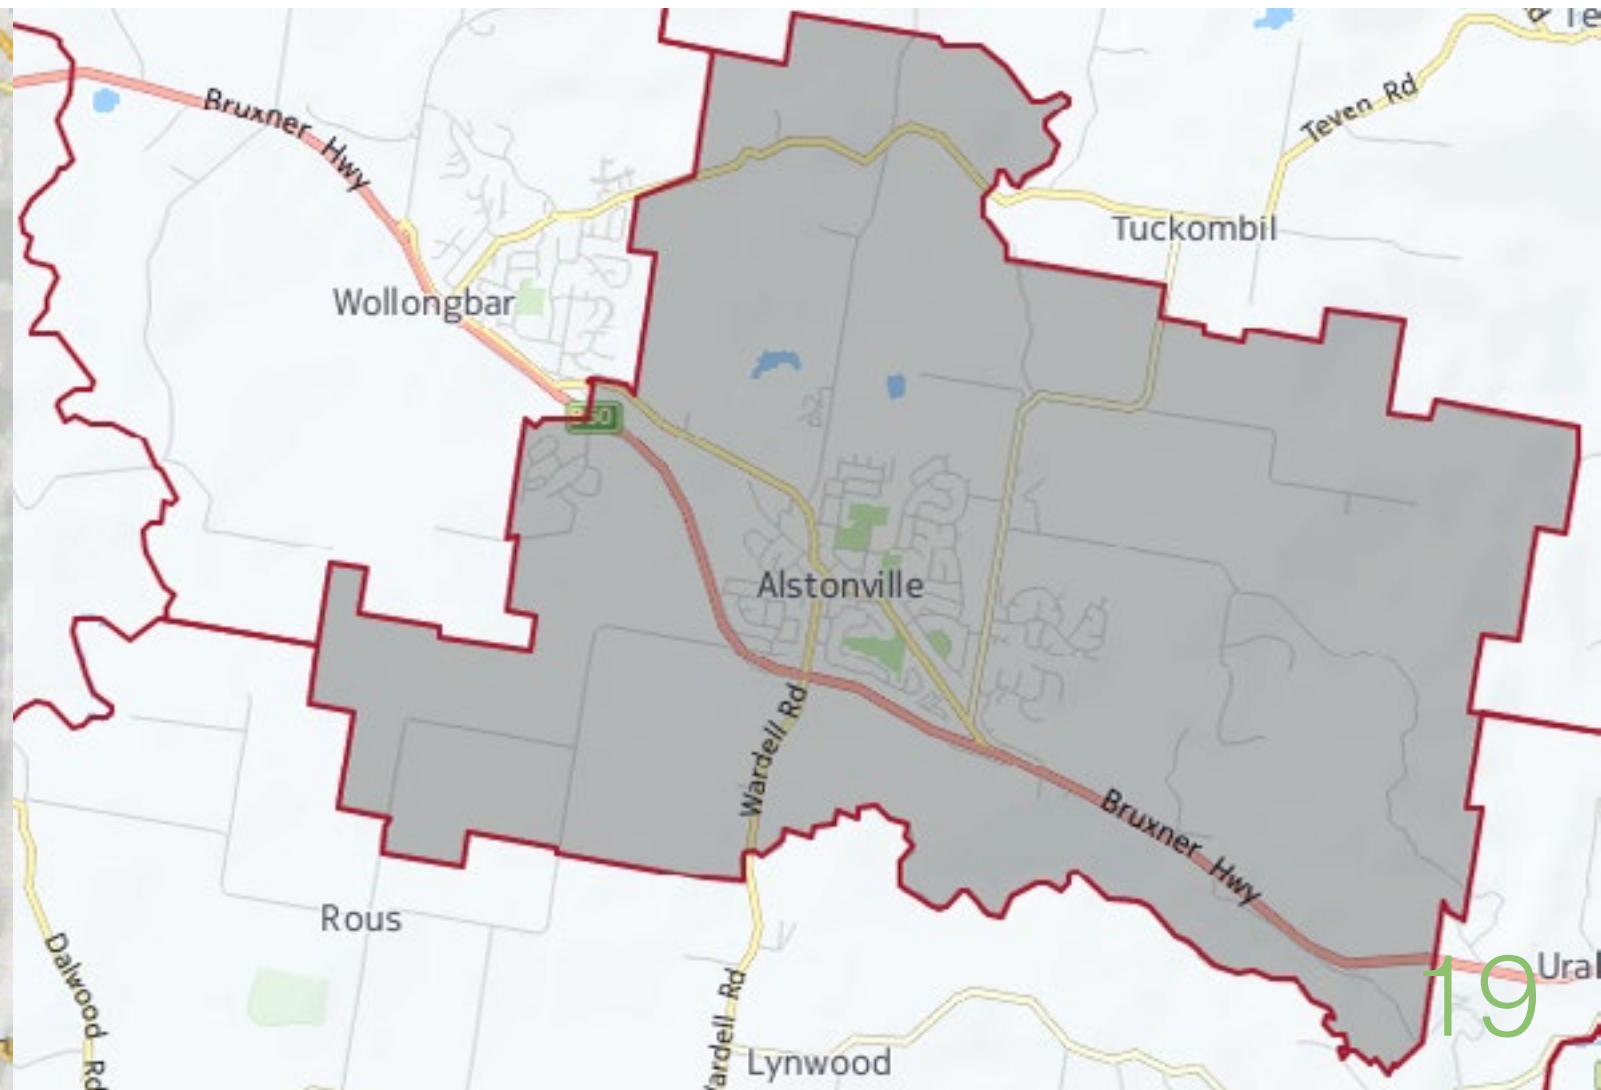 Bruxner Hwy
Teven Rd
Tuckombil
Wollongbar
Alstonville
Wardell Rd
Bruxner Hwy
Rous
Dalwood Rd
Ural
19
Wardell Rd
Lynwood